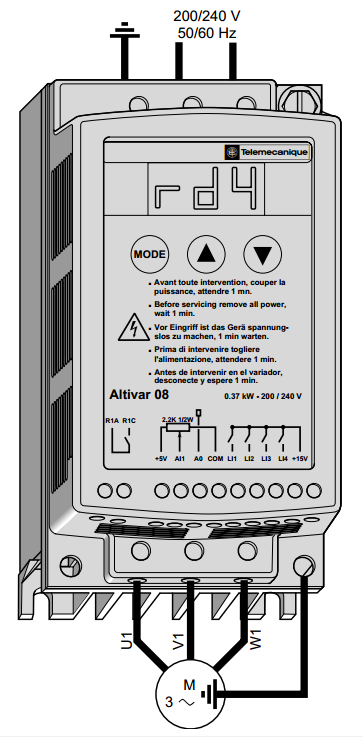 200/240 V
50/60 Hz
Telemecanique
rd4
MODE
• Avant toute intervention, couper la
puissance, attendre 1 mn.
• Before servicing remove all power,
wait 1 min.
• Vor Eingriff ist das Gerä spannung-
slos zu machen, 1 min warten.
• Prima di intervenire togliere
l'alimentazione, attendere 1 min.
• Antes de intervenir en el variador,
desconecte y espere 1 min.
Altivar 08
0.37 kW • 200 / 240 V
R1A R1C
2.2K 1/2W
+5V AI1 A0 COM LI1 LI2 LI3 LI4 +15V
U1
V1
W1
M
3 ~